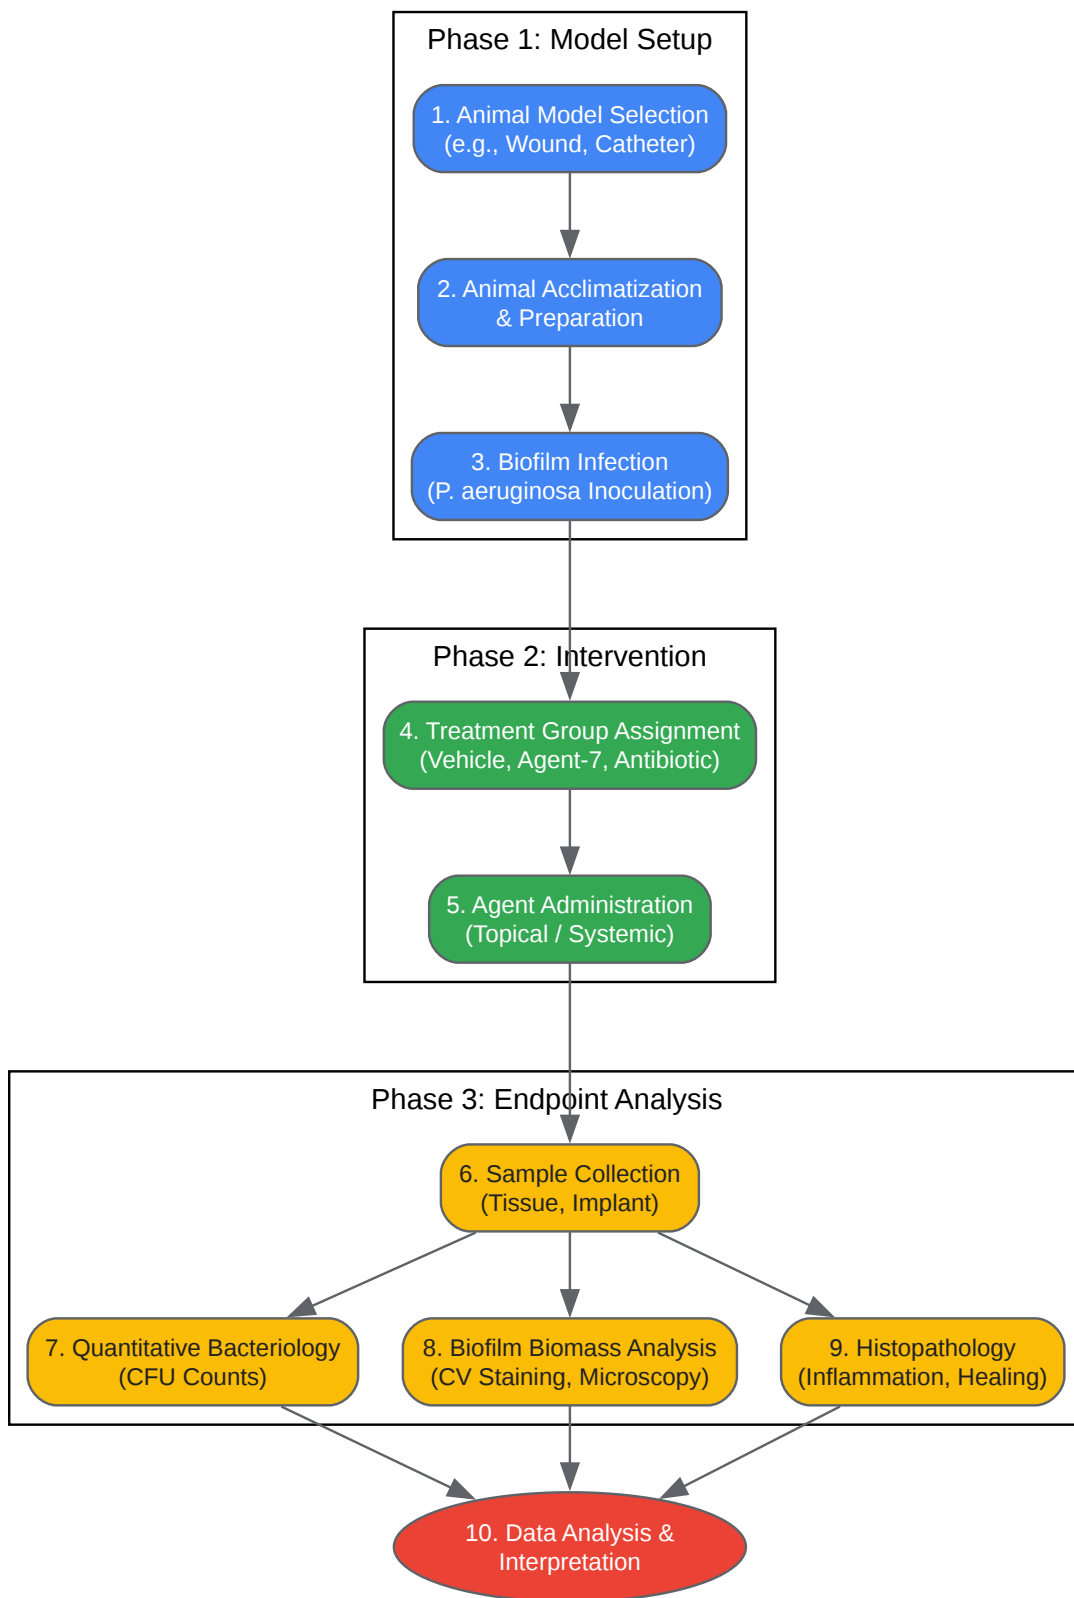 Phase 1: Model Setup
1. Animal Model Selection
(e.g., Wound, Catheter)
2. Animal Acclimatization
& Preparation
3. Biofilm Infection
(P. aeruginosa Inoculation)
Phase 2: Intervention
4. Treatment Group Assignment
(Vehicle, Agent-7, Antibiotic)
5. Agent Administration
(Topical / Systemic)
Phase 3: Endpoint Analysis
6. Sample Collection
(Tissue, Implant)
7. Quantitative Bacteriology
(CFU Counts)
8. Biofilm Biomass Analysis
(CV Staining, Microscopy)
9. Histopathology
(Inflammation, Healing)
10. Data Analysis &
Interpretation